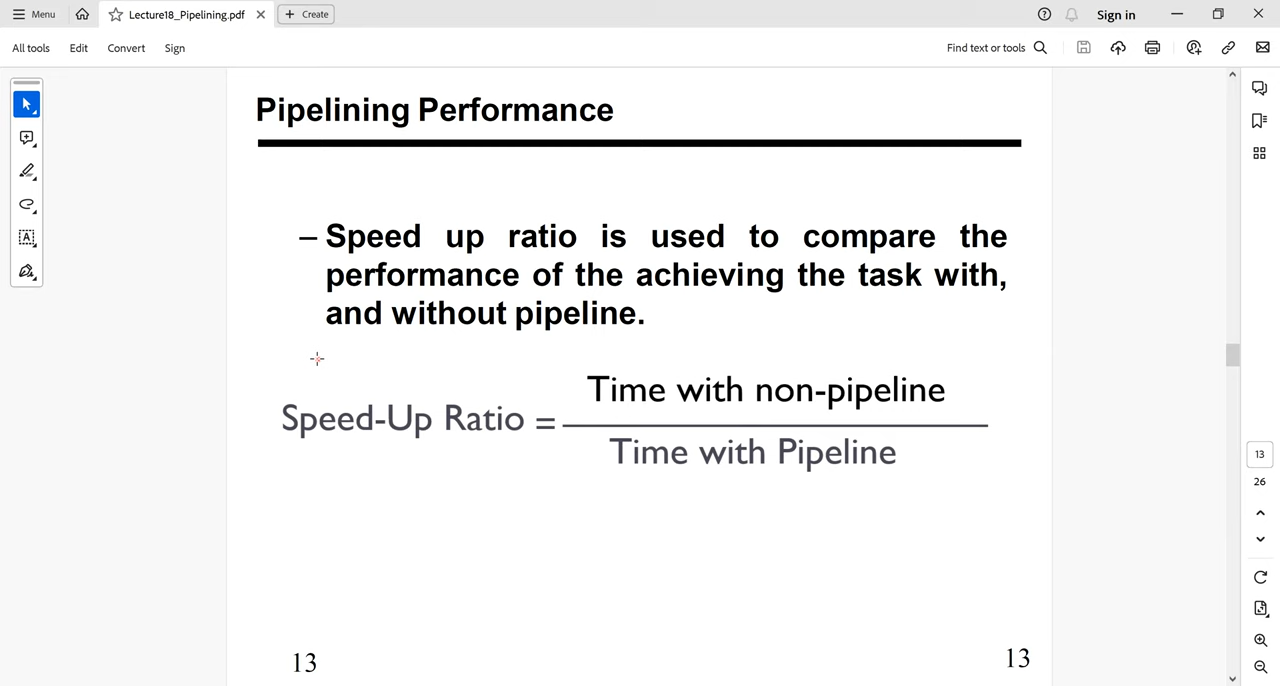 Menu
Lecture18_Pipelining.pdf
Create
Sign in
All tools
Edit
Convert
Sign
Find text or tools
Pipelining Performance
– Speed up ratio is used to compare the
performance of the achieving the task with,
and without pipeline.
Speed-Up Ratio =
Time with non-pipeline
Time with Pipeline
13
13
13
26